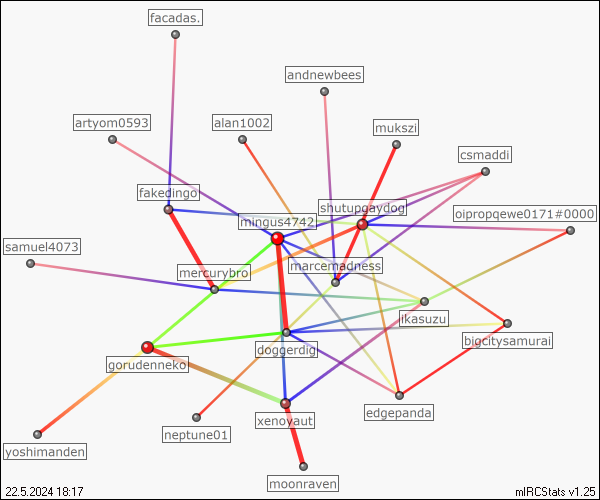 facadas.
andnewbees
artyom0593
alan1002
mukszi
csmaddi
fakedingo
shutupgaydog
oipropqewe0171#0000
mingus4742
samuel4073
mercurybro
marcemadness
ikasuzu
bigcitysamurai
doggerdig
gorudenneko
edgepanda
xenoyaut
neptune01
yoshimanden
moonraven
22.5.2024 18:17
mIRCStats v1.25